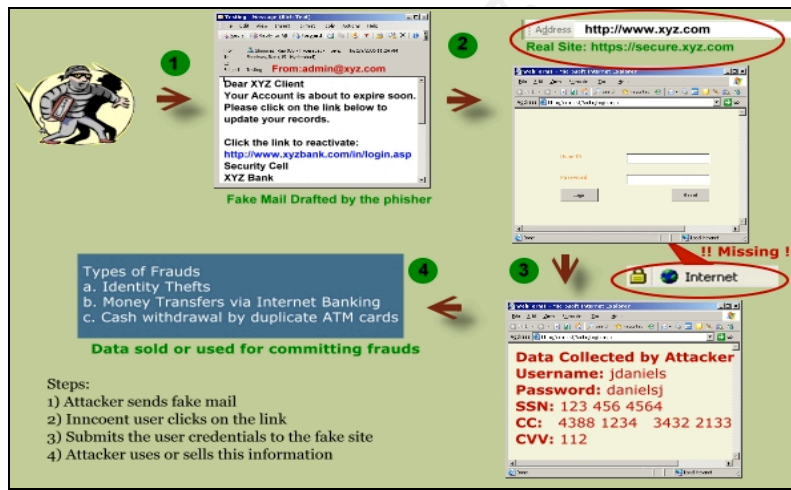 1
From:admin@xyz.com
Dear XYZ Client
Your Account is about to expire soon.
Please click on the link below to
update your records.
Click the link to reactivate:
http://www.xyzbank.com/in/login.asp
Security Cell
XYZ Bank
Fake Mail Drafted by the phisher
2
Address http://www.xyz.com
Real Site: https://secure.xyz.com
User ID
Password
Login
!! Missing !
Internet
3
Data Collected by Attacker
Username: jdaniels
Password: danielsj
SSN: 123 456 4564
CC: 4388 1234 3432 2133
CVV: 112
4
Types of Frauds
a. Identity Thefts
b. Money Transfers via Internet Banking
c. Cash withdrawal by duplicate ATM cards
Data sold or used for committing frauds
Steps:
1) Attacker sends fake mail
2) Inncoent user clicks on the link
3) Submits the user credentials to the fake site
4) Attacker uses or sells this information